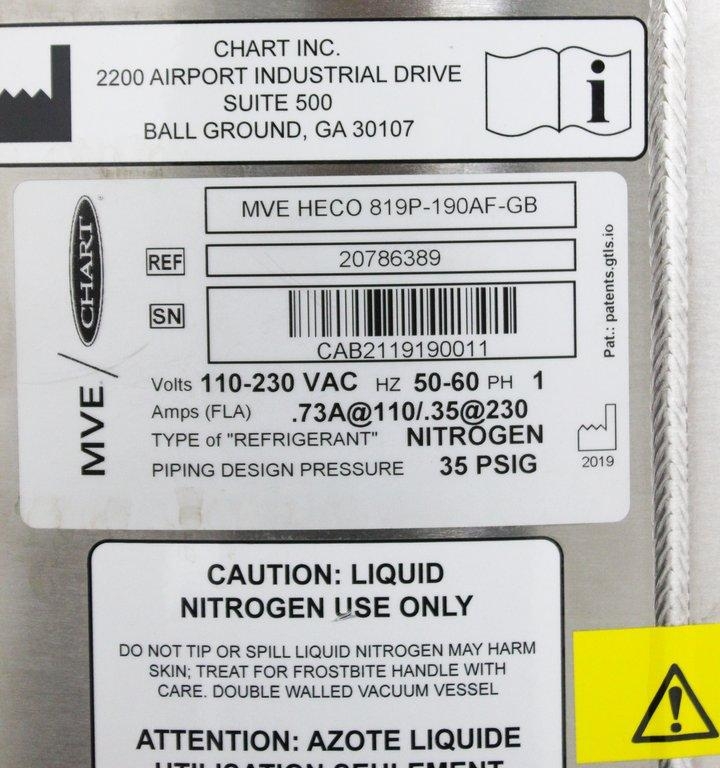 CHART INC.
2200 AIRPORT INDUSTRIAL DRIVE
SUITE 500
BALL GROUND, GA 30107
i
MVE / CHART
MVE HECO 819P-190AF-GB
REF 20786389
SN
CAB2119190011
Volts 110-230 VAC HZ 50-60 PH 1
Amps (FLA) .73A@110/.35@230
TYPE of "REFRIGERANT" NITROGEN
PIPING DESIGN PRESSURE 35 PSIG
2019
Pat.: patents.gtls.io
CAUTION: LIQUID
NITROGEN USE ONLY
DO NOT TIP OR SPILL LIQUID NITROGEN MAY HARM
SKIN; TREAT FOR FROSTBITE HANDLE WITH
CARE. DOUBLE WALLED VACUUM VESSEL
ATTENTION: AZOTE LIQUIDE
UTILISATION SEULEMENT